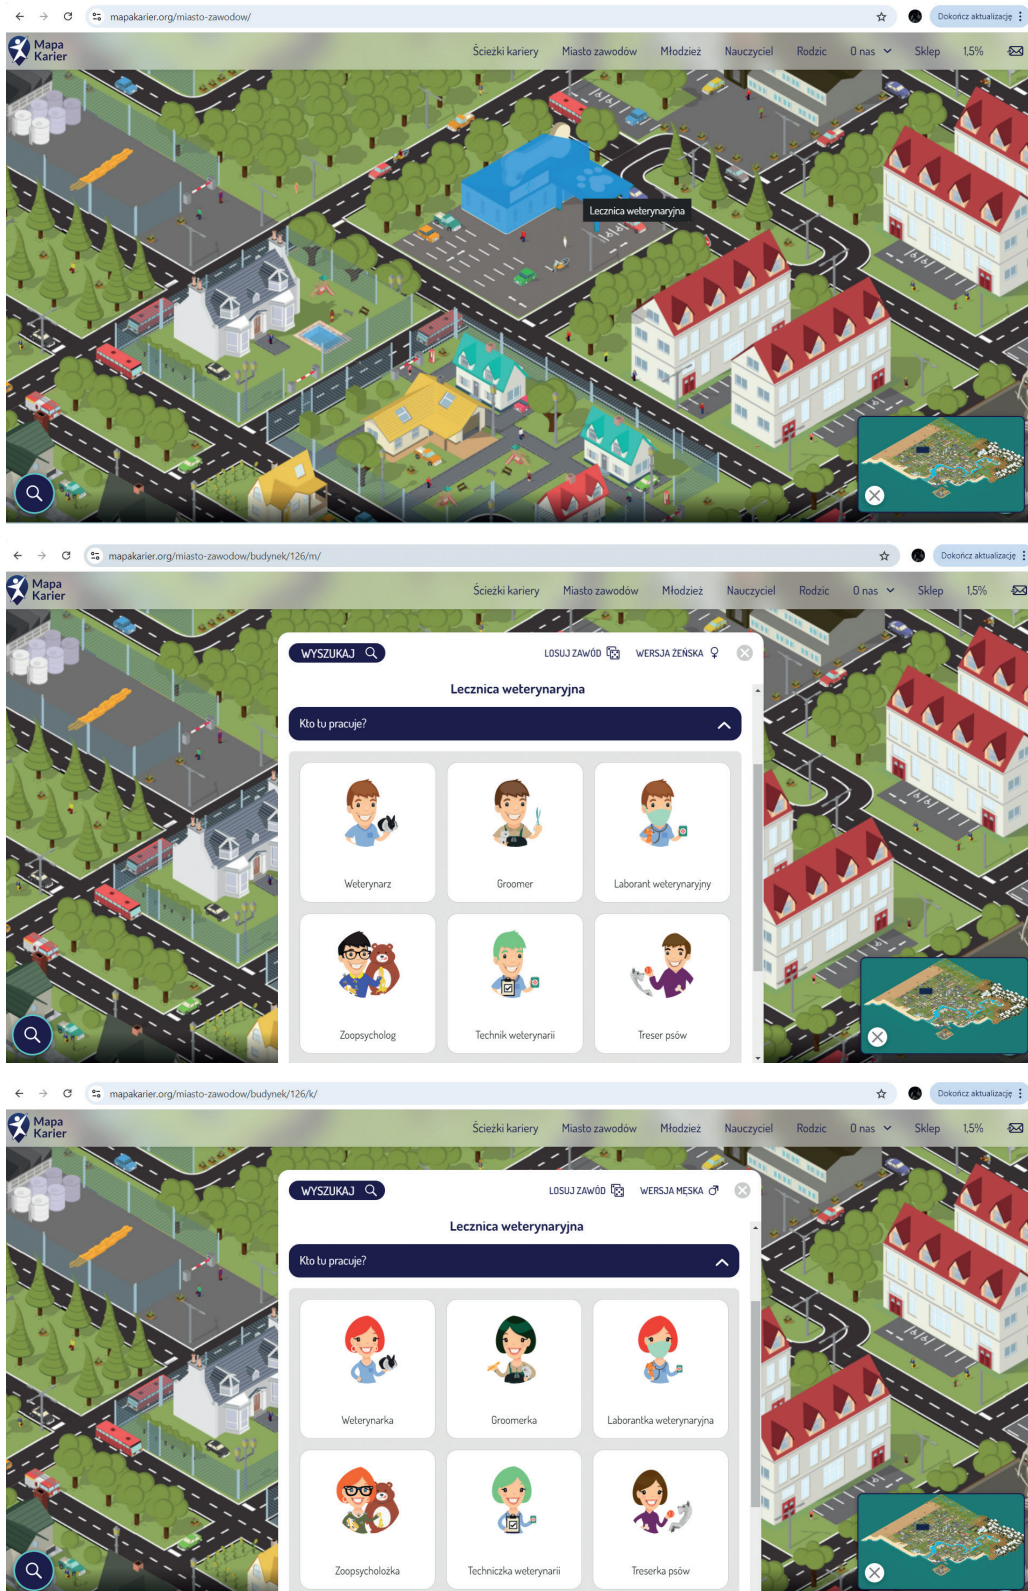 mapakarier.org/miasto-zawodow/
Dokończ aktualizację
Mapa
Karier
Ścieżki kariery Miasto zawodów Młodzież Nauczyciel Rodzic O nas Sklep 1,5%
Lecznica weterynaryjna
mapakarier.org/miasto-zawodow/budynek/126/m/
Dokończ aktualizację
Mapa
Karier
Ścieżki kariery Miasto zawodów Młodzież Nauczyciel Rodzic O nas Sklep 1,5%
WYSZUKAJ LOSUJ ZAWÓD WERSJA ŻEŃSKA
Lecznica weterynaryjna
Kto tu pracuje?
Weterynarz Groomer Laborant weterynaryjny
Zoopsycholog Technik weterynarii Treser psów
mapakarier.org/miasto-zawodow/budynek/126/k/
Dokończ aktualizację
Mapa
Karier
Ścieżki kariery Miasto zawodów Młodzież Nauczyciel Rodzic O nas Sklep 1,5%
WYSZUKAJ LOSUJ ZAWÓD WERSJA MĘSKA
Lecznica weterynaryjna
Kto tu pracuje?
Weterynarka Groomerka Laborantka weterynaryjna
Zoopsycholożka Techniczka weterynarii Treserka psów